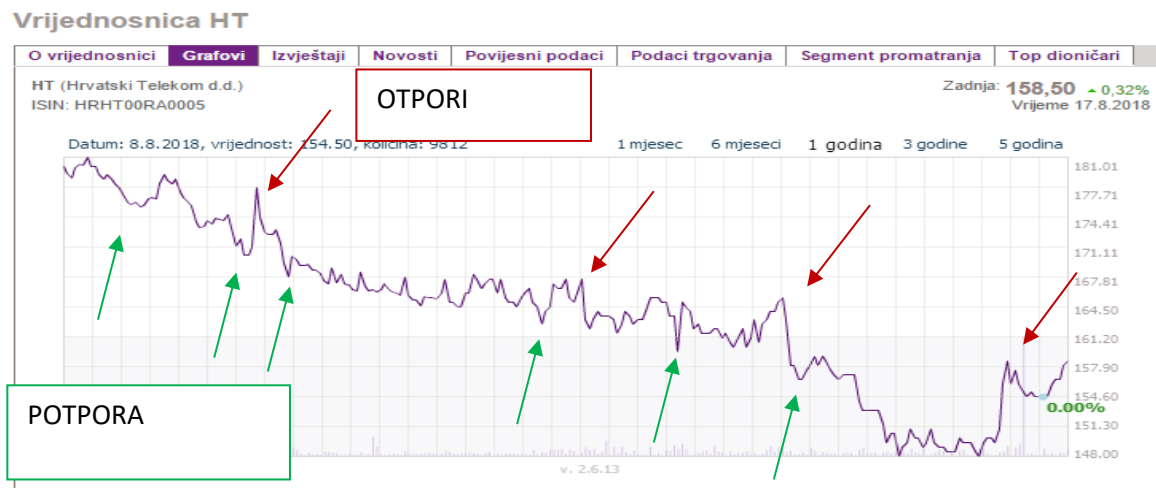 Vrijednosnica HT
O vrijednosnici Grafovi Izvještaji Novosti Povijesni podaci Podaci trgovanja Segment promatranja Top dioničari
HT (Hrvatski Telekom d.d.)
ISIN: HRHT00RA0005
Zadnja: 158,50 0,32%
Vrijeme 17.8.2018
OTPORI
Datum: 8.8.2018, vrijednost: 154.50, količina: 9812
1 mjesec 6 mjeseci 1 godina 3 godine 5 godina
181.01
177.71
174.41
171.11
167.81
164.50
161.20
157.90
154.60
0.00%
151.30
148.00
POTPORA
v. 2.6.13